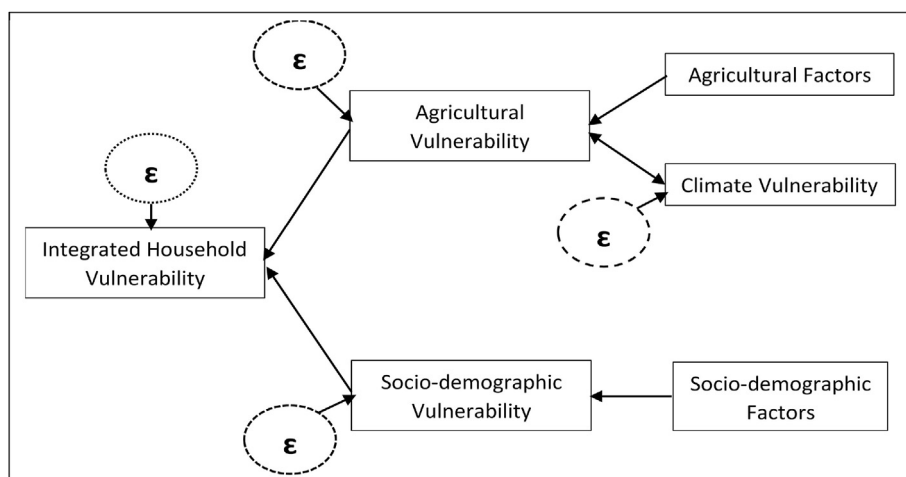 ε
Agricultural Factors
Agricultural
Vulnerability
ε
Climate Vulnerability
ε
Integrated Household
Vulnerability
Socio-demographic
Vulnerability
Socio-demographic
Factors
ε